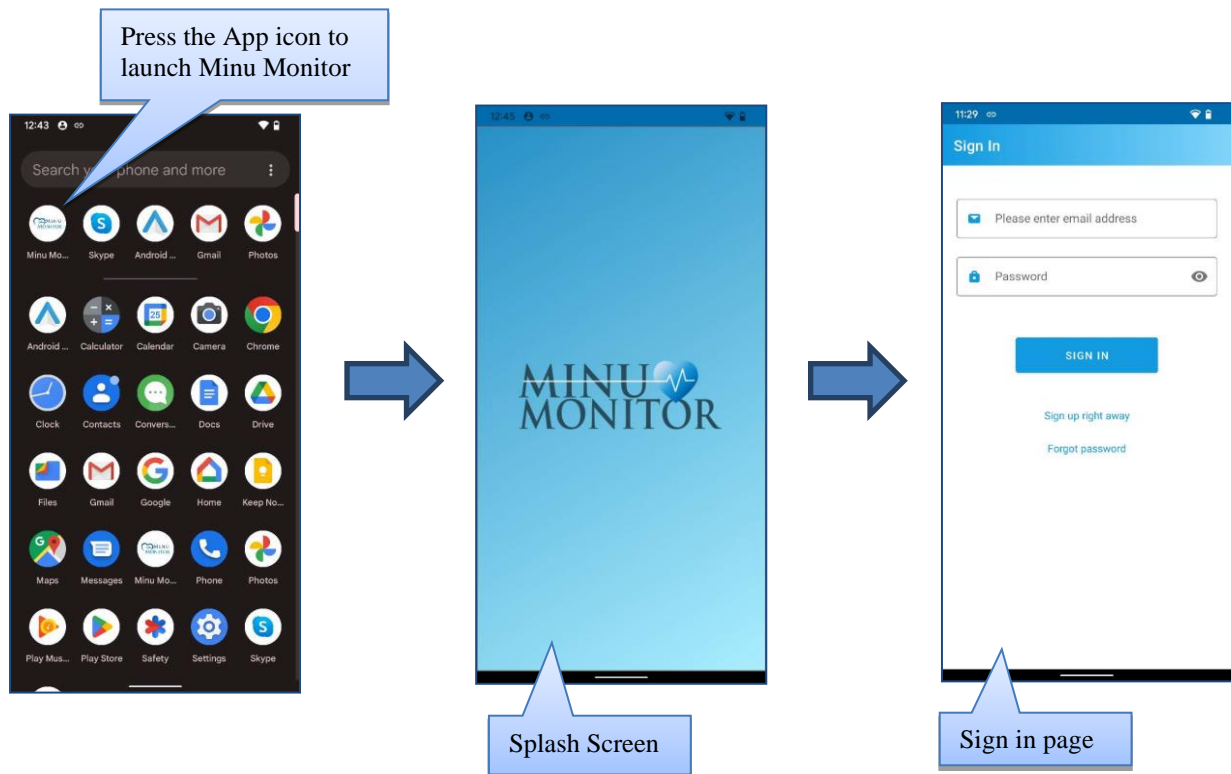 Press the App icon to
launch Minu Monitor
12:43
Search your phone and more
MINU
MONITOR
Minu Mo... Skype Android ... Gmail Photos
Android ... Calculator Calendar Camera Chrome
Clock Contacts Convers... Docs Drive
Files Gmail Google Home Keep No...
Maps Messages Minu Mo... Phone Photos
Play Mus... Play Store Safety Settings Skype
12:45
MINU
MONITOR
Splash Screen
11:29
Sign In
Please enter email address
Password
SIGN IN
Sign up right away
Forgot password
Sign in page